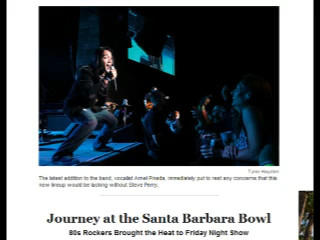 Tyler Hayden
The latest addition to the band, vocalist Arnel Pineda, immediately put to rest any concerns that this
new lineup would be lacking without Steve Perry.
Journey at the Santa Barbara Bowl
80s Rockers Brought the Heat to Friday Night Show